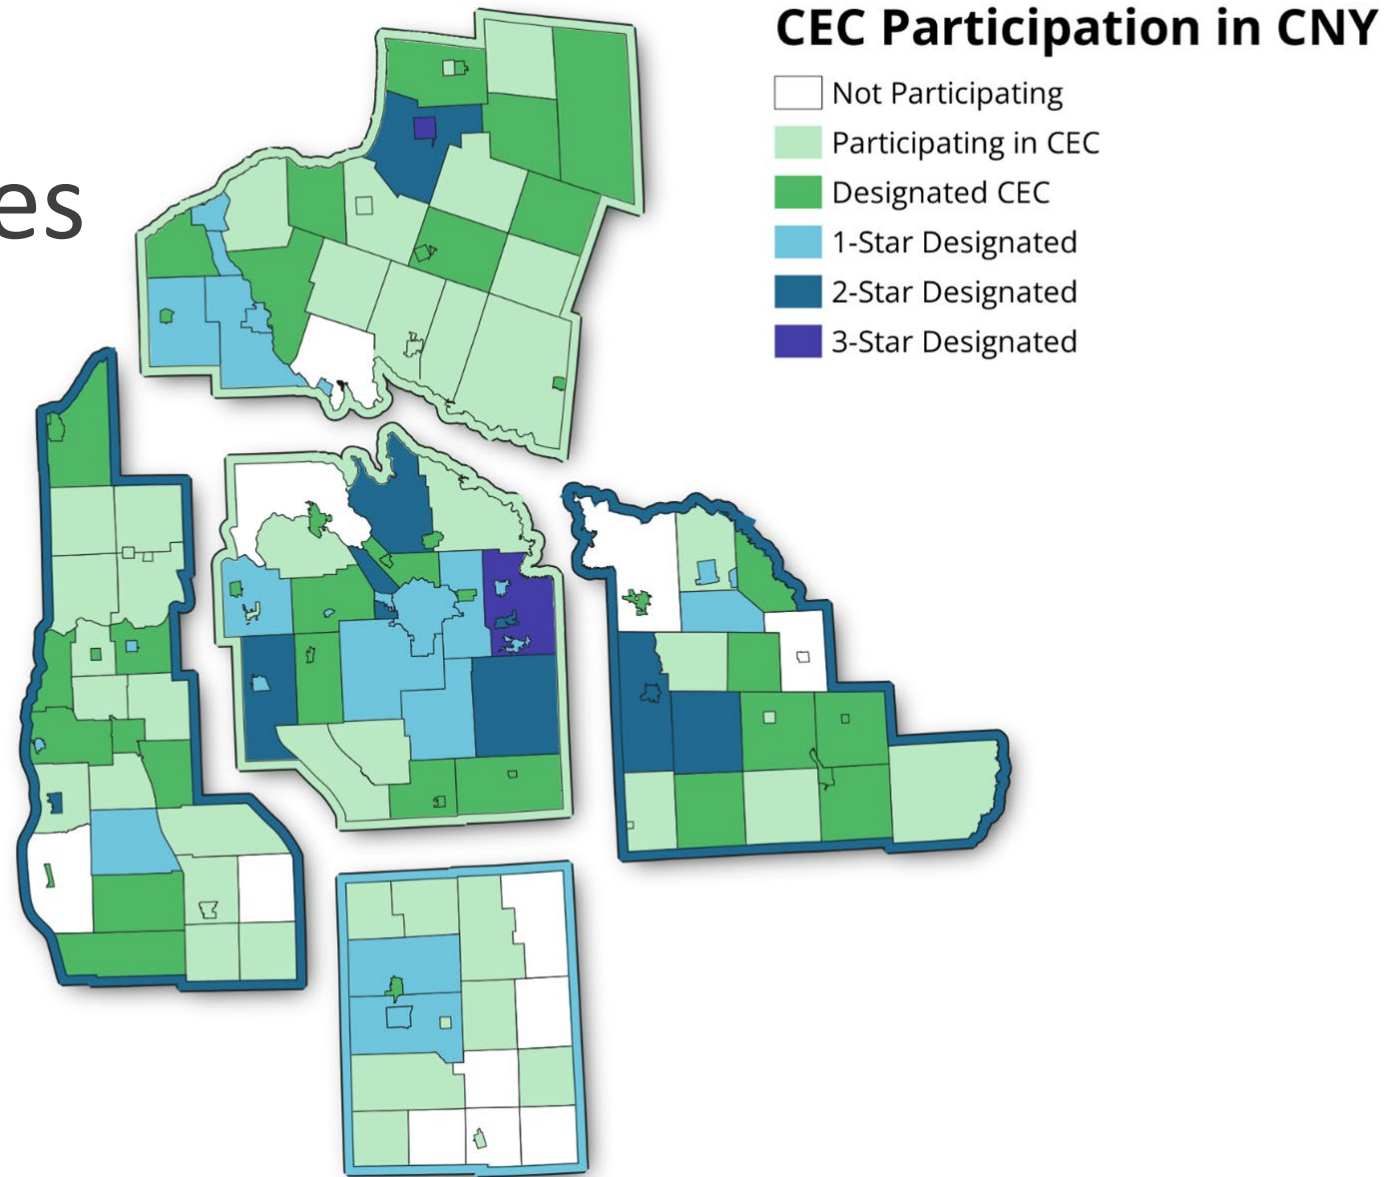 es
CEC Participation in CNY
Not Participating
Participating in CEC
Designated CEC
1-Star Designated
2-Star Designated
3-Star Designated